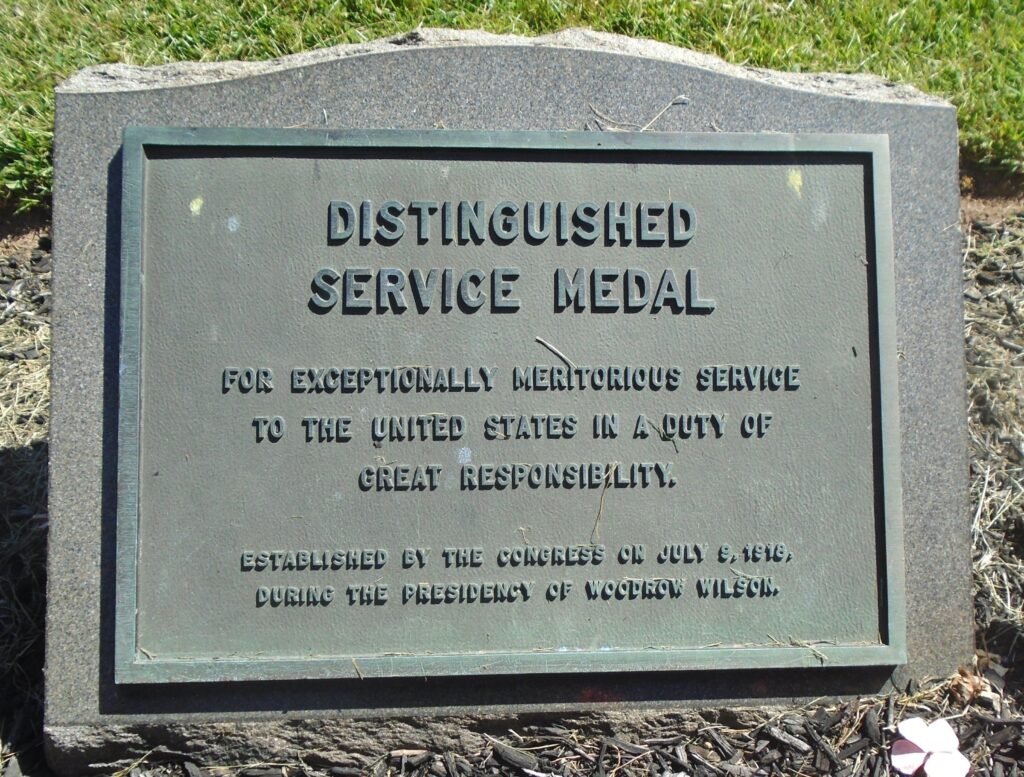 DISTINGUISHED
SERVICE MEDAL
FOR EXCEPTIONALLY MERITORIOUS SERVICE
TO THE UNITED STATES IN A DUTY OF
GREAT RESPONSIBILITY.
ESTABLISHED BY THE CONGRESS ON JULY 9, 1918,
DURING THE PRESIDENCY OF WOODROW WILSON.